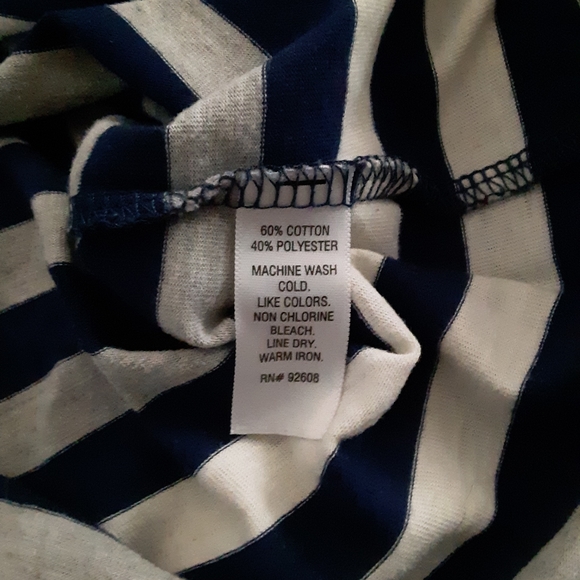 60% COTTON
40% POLYESTER
MACHINE WASH
COLD.
LIKE COLORS.
NON CHLORINE
BLEACH.
LINE DRY.
WARM IRON.
RN# 92608